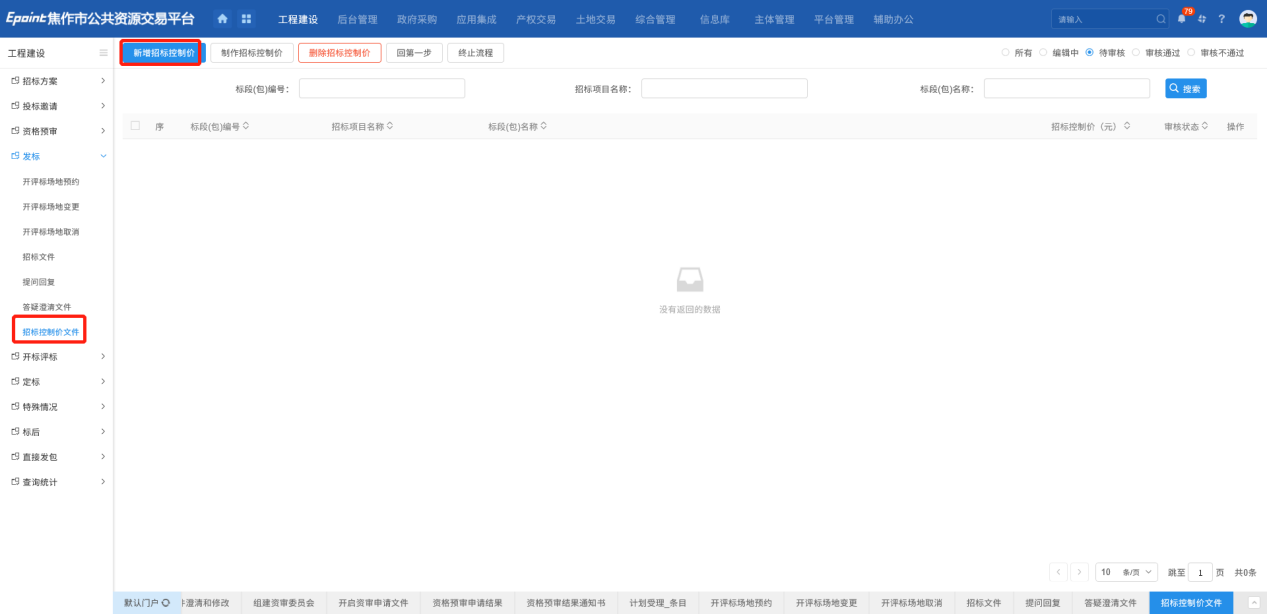 Epoint焦作市公共资源交易平台 工程建设 后台管理 政府采购 应用集成 产权交易 土地交易 综合管理 信息库 主体管理 平台管理 辅助办公 请输入 79 ?
工程建设
新增招标控制价 制作招标控制价 删除招标控制价 回第一步 终止流程 所有 编辑中 待审核 审核通过 审核不通过
招标方案
投标邀请
资格预审
发标
开评标场地预约
开评标场地变更
开评标场地取消
招标文件
提问回复
答疑澄清文件
招标控制价文件
开标评标
定标
特殊情况
标后
直接发包
查询统计
标段(包)编号: 招标项目名称: 标段(包)名称: 搜索
序 标段(包)编号 招标项目名称 标段(包)名称 招标控制价（元） 审核状态 操作
没有返回的数据
10 条/页 跳至 1 页 共0条
默认门户 澄清和修改 组建资审委员会 开启资审申请文件 资格预审申请结果 资格预审结果通知书 计划受理_条目 开评标场地预约 开评标场地变更 开评标场地取消 招标文件 提问回复 答疑澄清文件 招标控制价文件